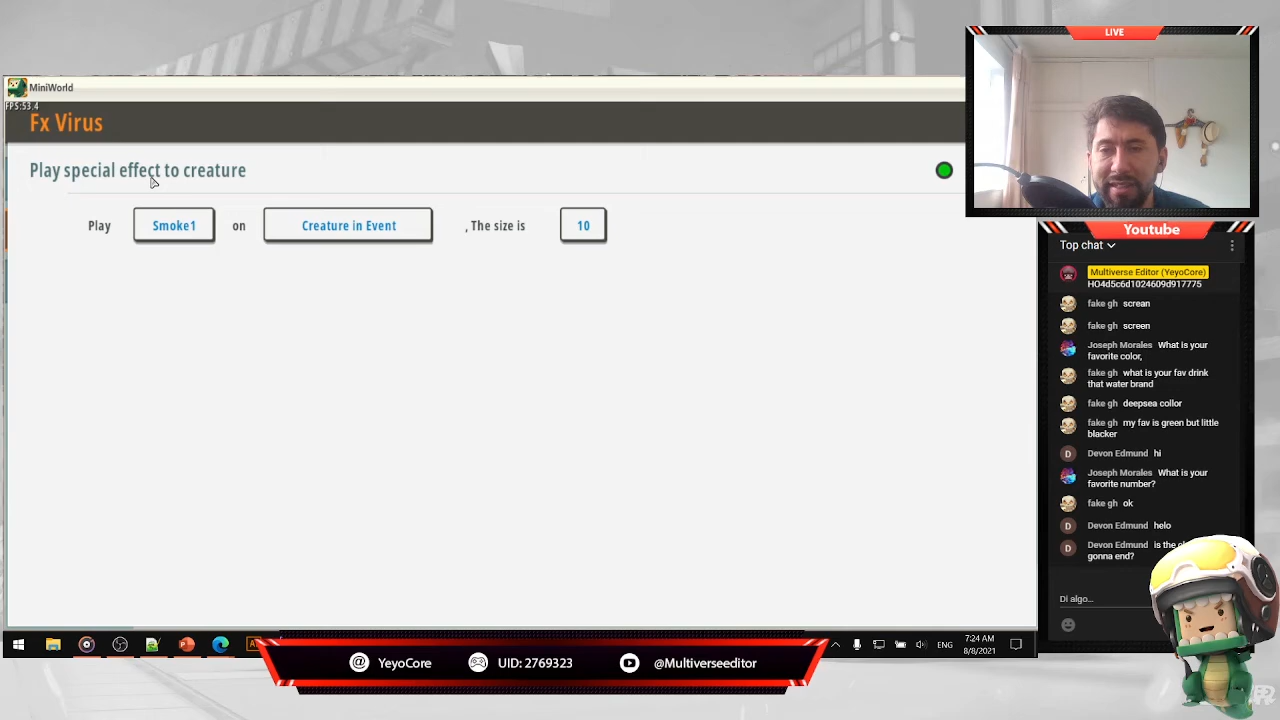 LIVE
MiniWorld
FPS:53.4
Fx Virus
Play special effect to creature
Play Smoke1 on Creature in Event , The size is 10
Youtube
Top chat
Multiverse Editor (YeyoCore)
HO4d5c6d1024609d917775
fake gh screan
fake gh screen
Joseph Morales What is your
favorite color,
fake gh what is your fav drink
that water brand
fake gh deepsea collor
fake gh my fav is green but little
blacker
D Devon Edmund hi
Joseph Morales What is your
favorite number?
fake gh ok
D Devon Edmund helo
D Devon Edmund is the
gonna end?
Di algo...
ENG
7:24 AM
8/8/2021
YeyoCore
UID: 2769323
@Multiverseeditor